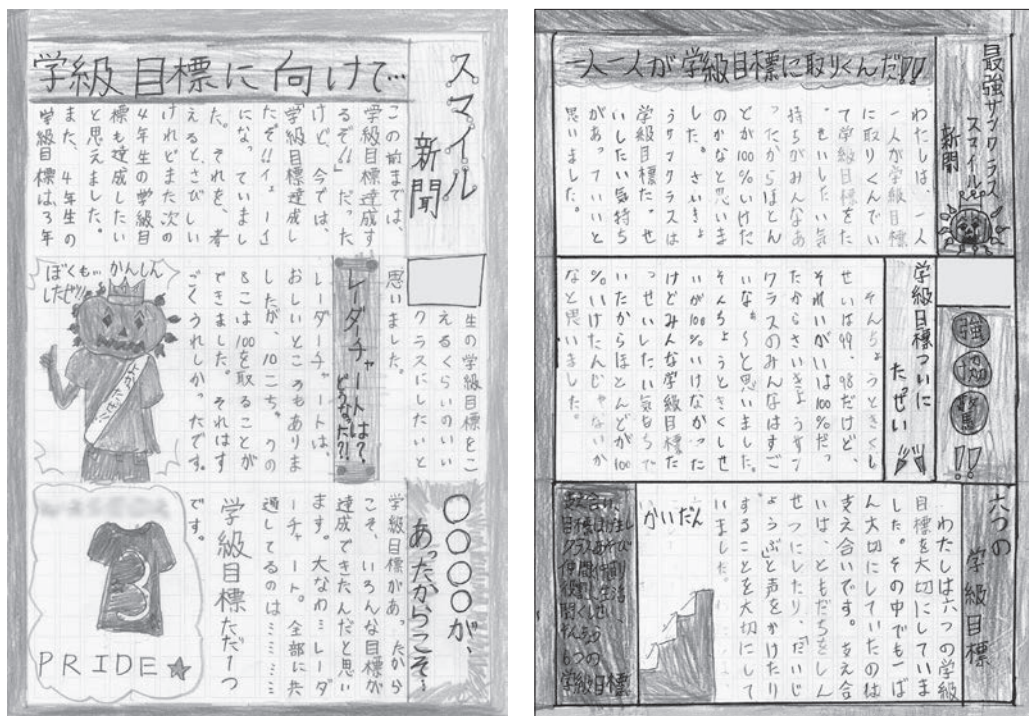 スマイル
新聞
学級目標に向けて…
この前までは、
「学級目標達成す
るぞ!!」だった
けど、今では、
「学級目標達成し
たぞ!!イェーイ」
になっていまし
た。それを、考
えると、さびしい
けれどまた次の
4年生の学級目
標も達成したい
と思えました。
また、4年生の
学級目標は、3年
生の学級目標をこ
えるくらいのいい
クラスにしたいと
思いました。
レーダーチャートは?
どうなった?!
レーダーチャートは、
おしいところもありま
したが、10こちゅうの
8こは100を取ることが
できました。それはす
ごくうれしかったです。
ぼくも… かんしん
したぜ!!
○○○○が、
あったからこそ〜
学級目標があったから
こそ、いろんな目標が
達成できたんだと思い
ます。大なわ…レーダ
ーチャート。全部に共
通してるのは…………
学級目標ただ一つ
です。
3
PRIDE
最強サンクラス
スマイル
新聞
一人一人が学級目標に取りくんだ!!
わたしは、一人
一人が学級目標
に取りくんでい
て学級目標をた
っせいしたい気
持ちがみんなあ
ったからほとん
どが100%いけた
のかなと思いま
した。さいきょ
うサンクラスは
学級目標たっせ
いしたい気持ち
があっていいと
思いました。
強
協
響
!!
学級目標ついに
たっせい
そんちょうときくし
せいは99、98だけど、
それいがいは100%だっ
たからさいきょうサン
クラスのみんなはすご
いなぁ〜と思いました。
そんちょうときくしせ
いが100%いけなかった
けどみんな学級目標た
っせいしたい気もちで
いたからほとんどが100
%いけたんじゃないか
なと思いました。
六つの
学級目標
わたしは六つの学級
目標を大切にしていま
した。その中でも一ば
ん大切にしていたのは
支え合いです。支え合
いは、ともだちをしん
せつにしたり、「だいじ
ょうぶ」と声をかけたり
することを大切にして
いました。
かいだん
6つの
学級目標